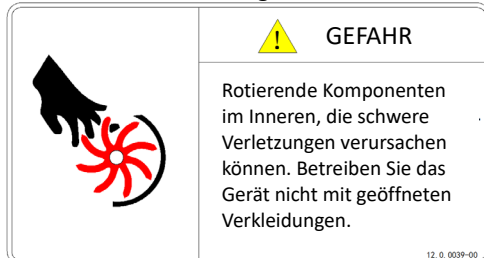 ! GEFAHR
Rotierende Komponenten
im Inneren, die schwere
Verletzungen verursachen
können. Betreiben Sie das
Gerät nicht mit geöffneten
Verkleidungen.
12.0.0039-00